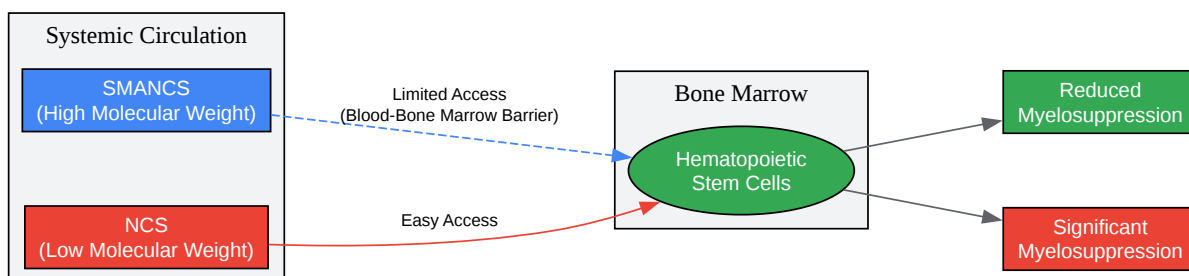 Systemic Circulation
SMANCS
(High Molecular Weight)
NCS
(Low Molecular Weight)
Limited Access
(Blood-Bone Marrow Barrier)
Easy Access
Bone Marrow
Hematopoietic
Stem Cells
Reduced
Myelosuppression
Significant
Myelosuppression